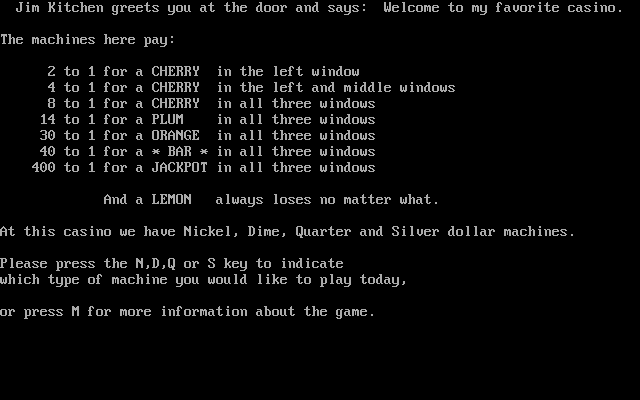 Jim Kitchen greets you at the door and says:  Welcome to my favorite casino.
The machines here pay:
2 to 1 for a CHERRY  in the left window
4 to 1 for a CHERRY  in the left and middle windows
8 to 1 for a CHERRY  in all three windows
14 to 1 for a PLUM    in all three windows
30 to 1 for a ORANGE  in all three windows
40 to 1 for a * BAR * in all three windows
400 to 1 for a JACKPOT in all three windows
And a LEMON   always loses no matter what.
At this casino we have Nickel, Dime, Quarter and Silver dollar machines.
Please press the N,D,Q or S key to indicate
which type of machine you would like to play today,
or press M for more information about the game.